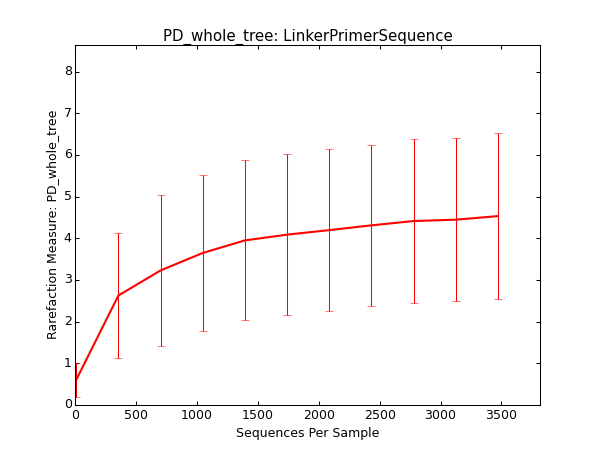 PD_whole_tree: LinkerPrimerSequence
Rarefaction Measure: PD_whole_tree
8
7
6
5
4
3
2
1
0
0 500 1000 1500 2000 2500 3000 3500
Sequences Per Sample